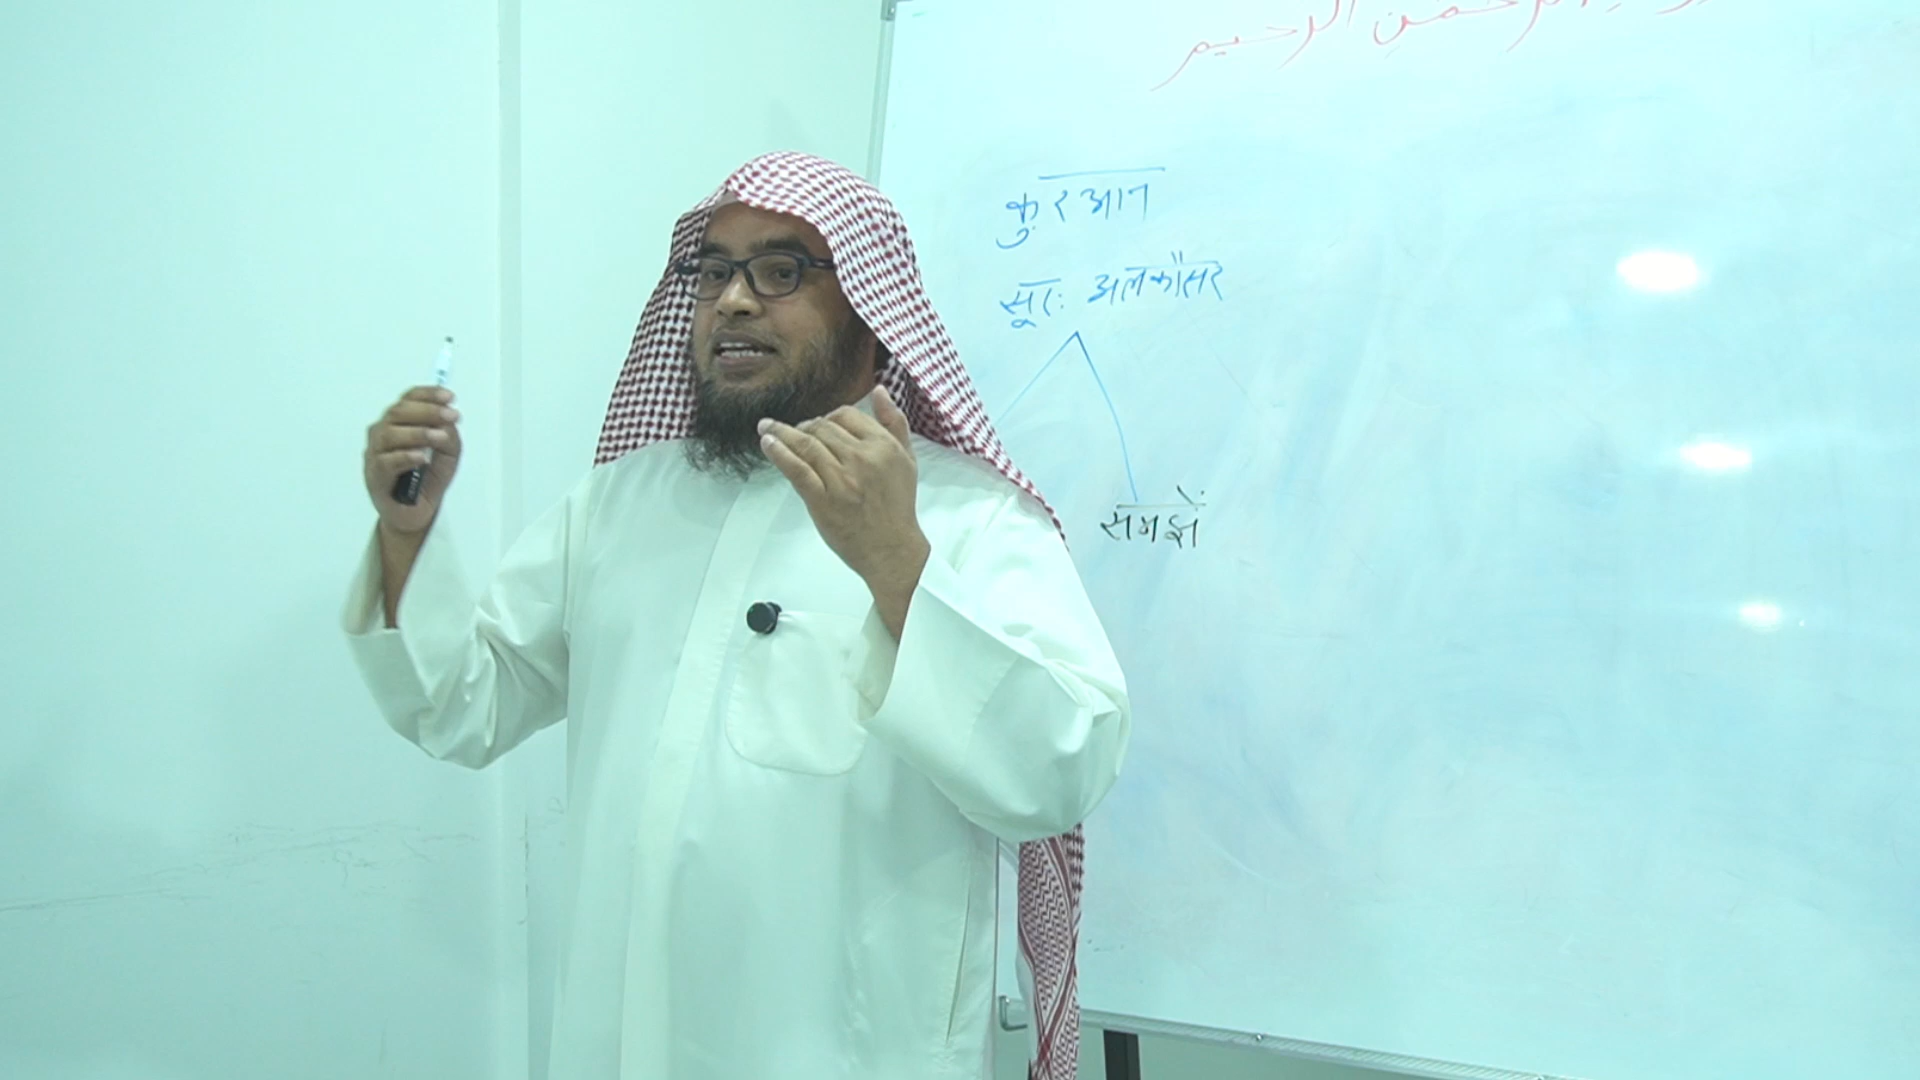 الرحمن الرحيم
क़ुरआन
सूरः अलकौसर
समझें